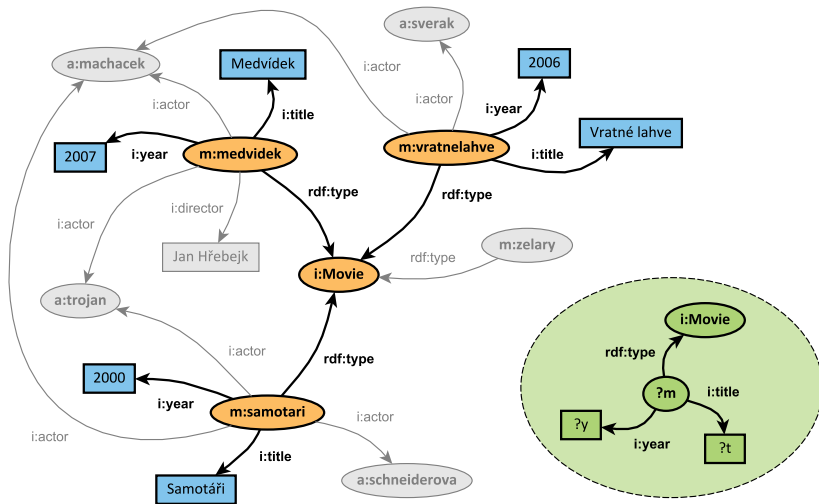 a:sverak
i:actor
a:machacek
Medvídek
2006
i:actor
i:actor
i:title
i:year
Vratné lahve
2007
i:year
m:medvidek
m:vratnelahve
i:title
rdf:type
rdf:type
i:actor
i:director
Jan Hřebejk
m:zelary
rdf:type
i:Movie
a:trojan
i:actor
rdf:type
2000
i:year
m:samotari
i:actor
i:title
i:actor
Samotáři
a:schneiderova
i:Movie
rdf:type
?m
i:title
?y
i:year
?t